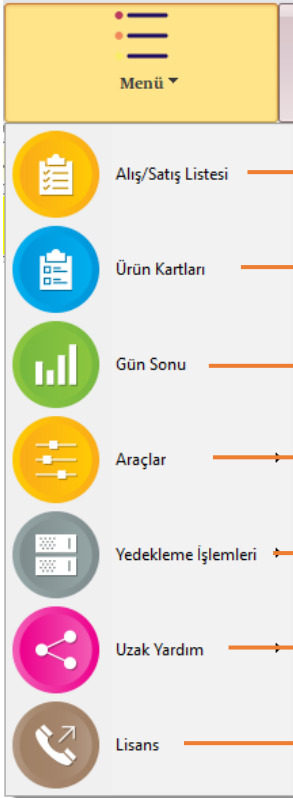 Menü
Alış/Satış Listesi
Ürün Kartları
Gün Sonu
Araçlar
Yedekleme İşlemleri
Uzak Yardım
Lisans